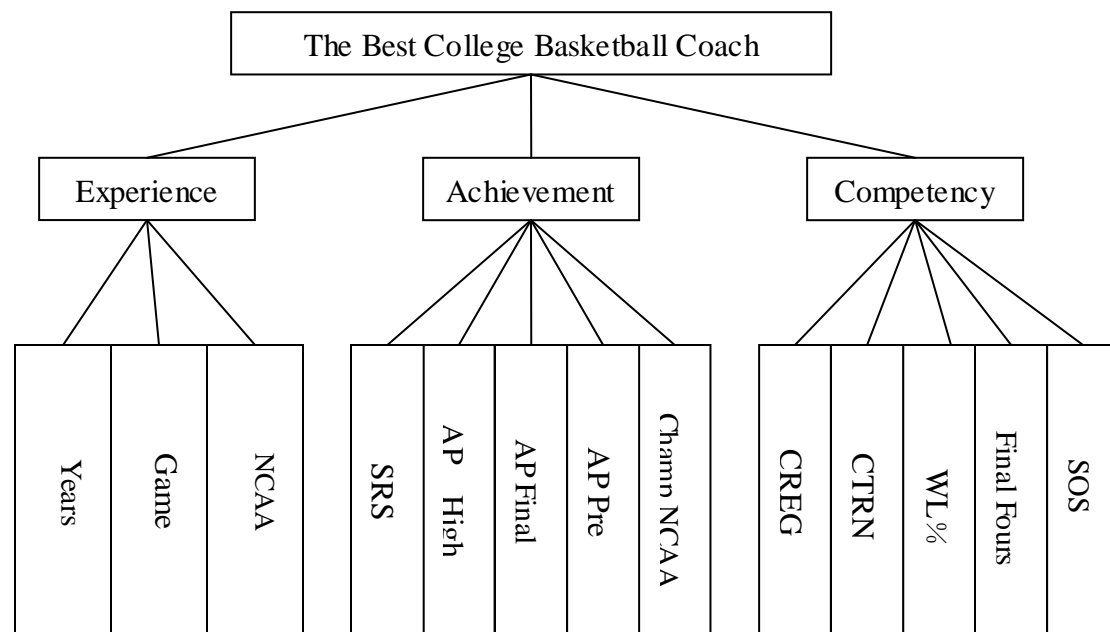 The Best College Basketball Coach
Experience
Achievement
Competency
Years
Game
NCAA
SRS
AP High
AP Final
AP Pre
Champ NCAA
CREG
CTRN
WL%
Final Fours
SOS